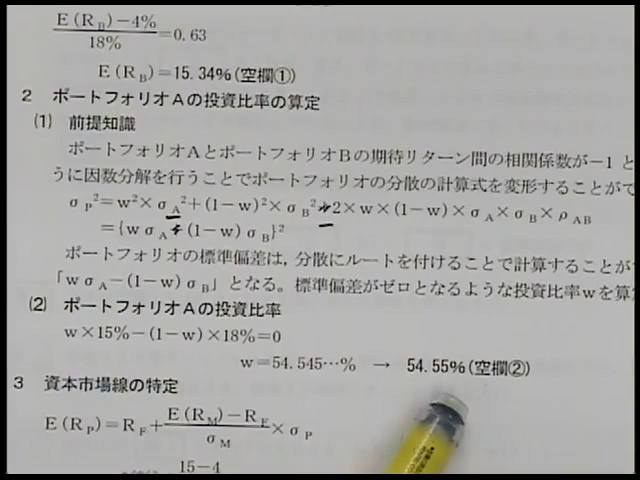 E(R_B)−4% / 18% =0.63
E(R_B)=15.34%(空欄①)
2 ポートフォリオAの投資比率の算定
(1) 前提知識
ポートフォリオAとポートフォリオBの期待リターン間の相関係数が−1と
うに因数分解を行うことでポートフォリオの分散の計算式を変形することがで
σ_P²=w²×σ_A²+(1−w)²×σ_B²+2×w×(1−w)×σ_A×σ_B×ρ_AB
={wσ_A+(1−w)σ_B}²
ポートフォリオの標準偏差は,分散にルートを付けることで計算することが
「wσ_A−(1−w)σ_B」となる。標準偏差がゼロとなるような投資比率wを算
(2) ポートフォリオAの投資比率
w×15%−(1−w)×18%=0
w=54.545…% → 54.55%(空欄②)
3 資本市場線の特定
E(R_P)=R_F+ E(R_M)−R_F / σ_M ×σ_P
15−4